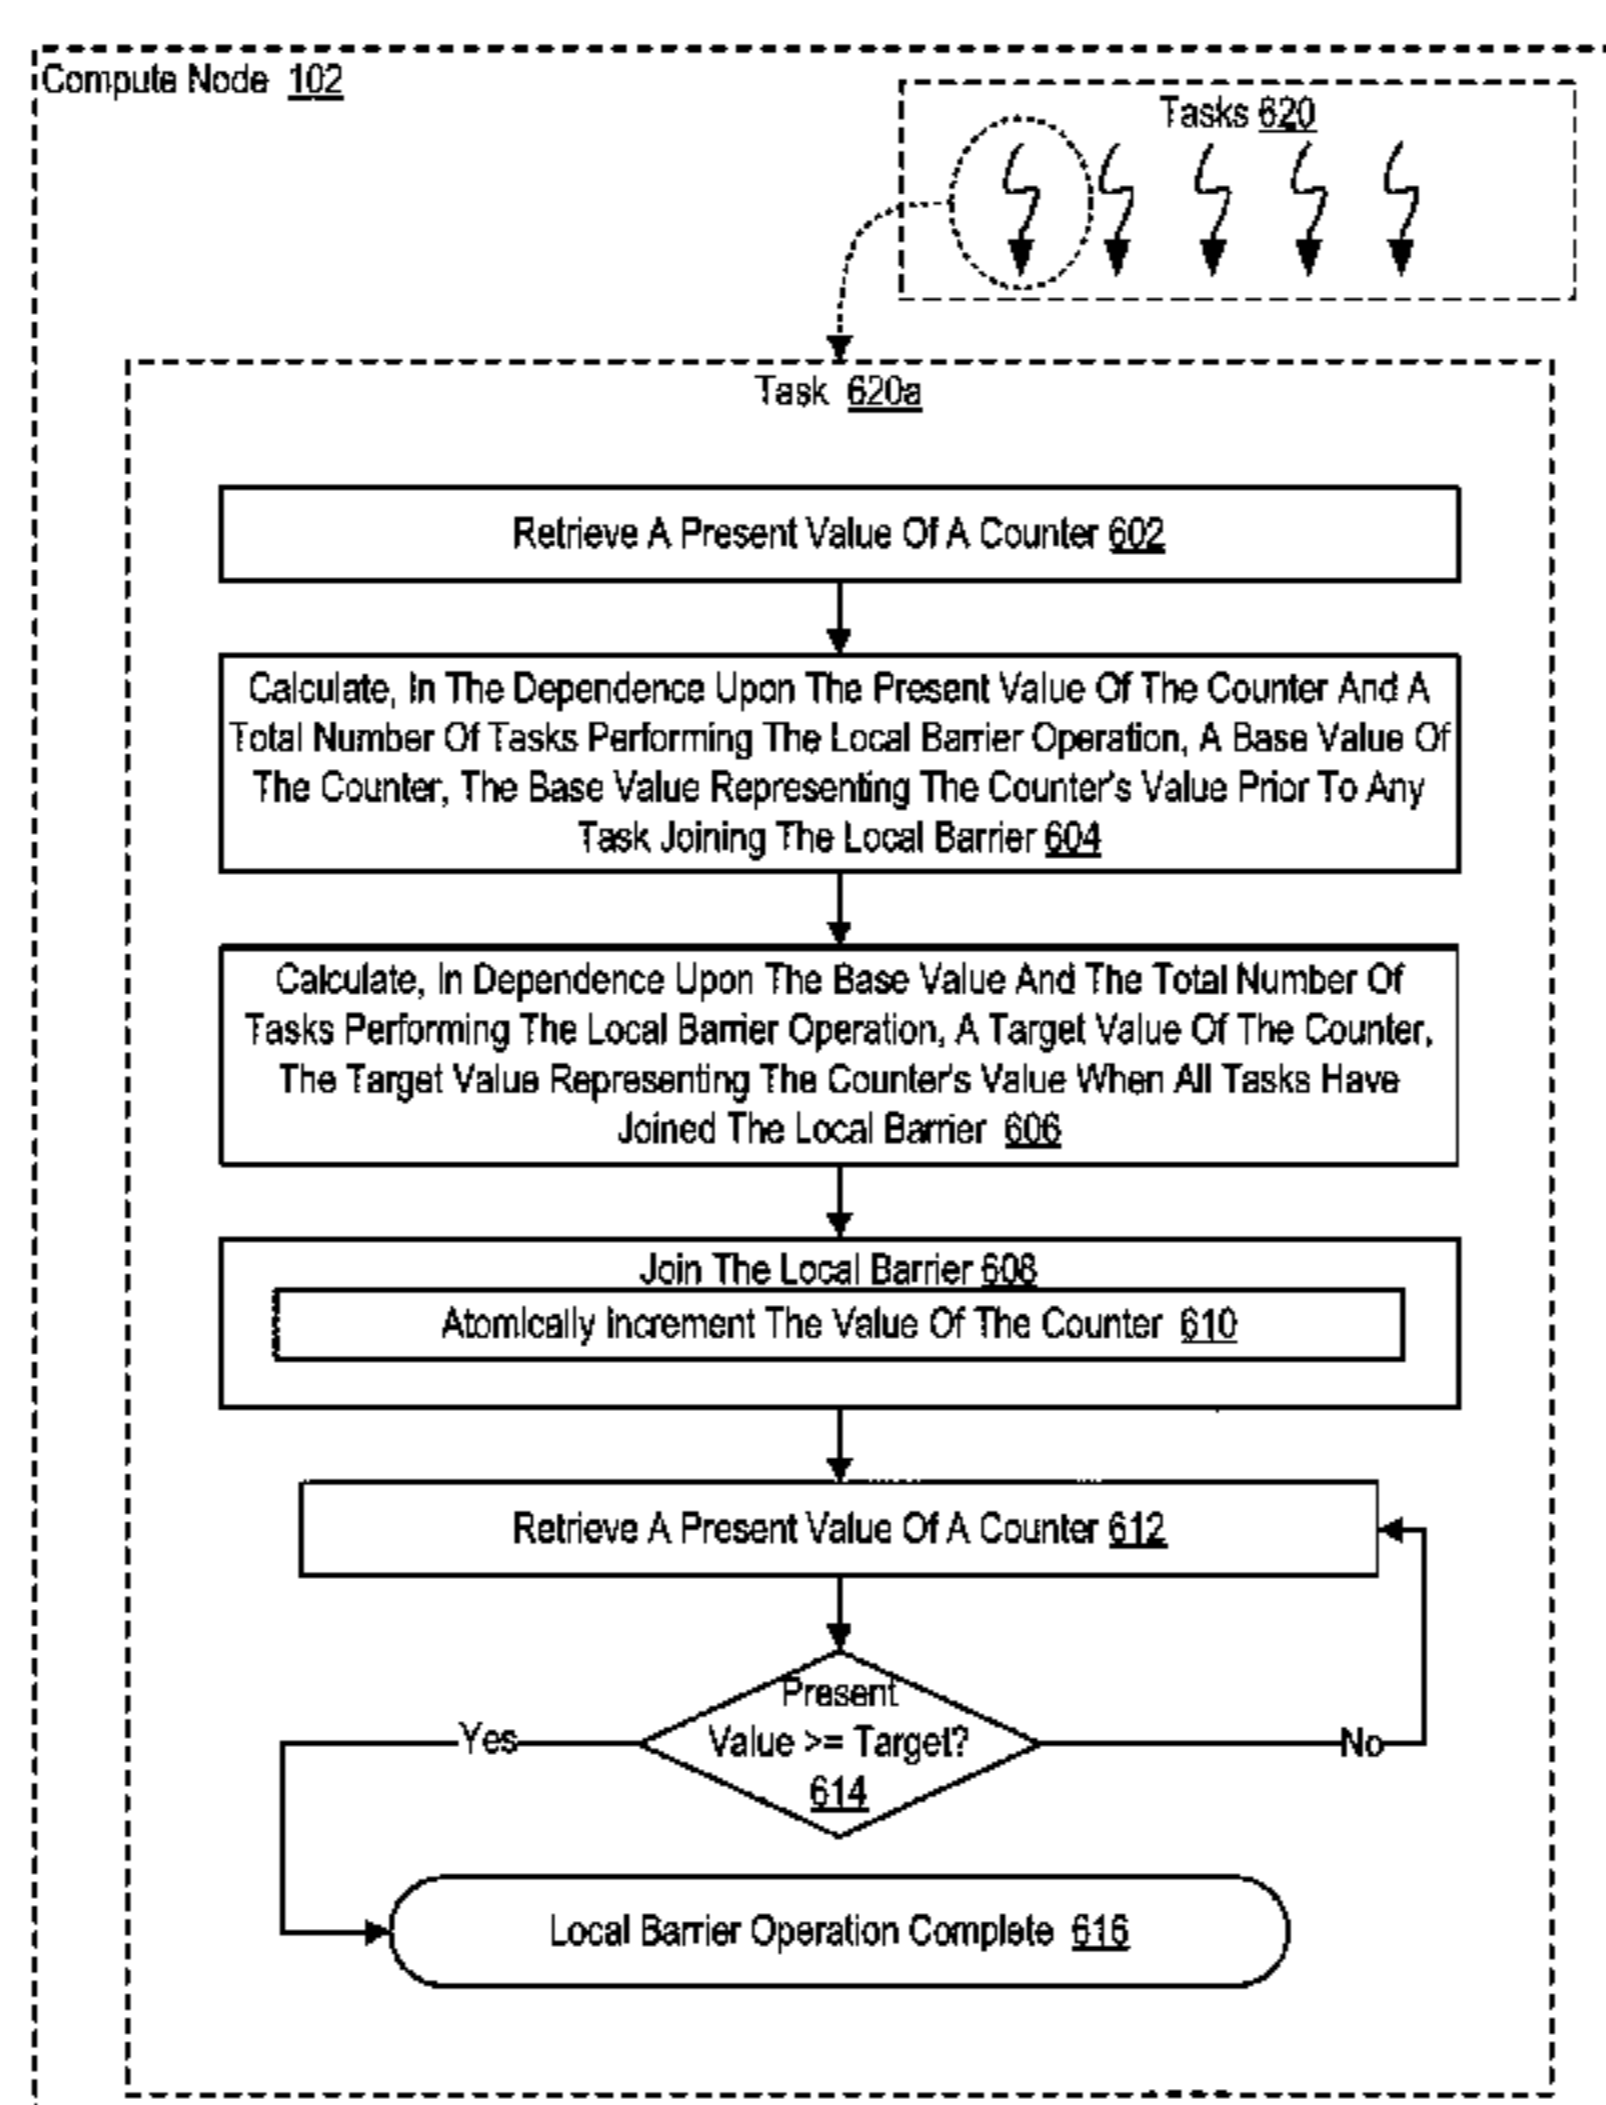 Compute Node 102
Tasks 620
Task 620a
Retrieve A Present Value Of A Counter 602
Calculate, In The Dependence Upon The Present Value Of The Counter And A
Total Number Of Tasks Performing The Local Barrier Operation, A Base Value Of
The Counter, The Base Value Representing The Counter's Value Prior To Any
Task Joining The Local Barrier 604
Calculate, In Dependence Upon The Base Value And The Total Number Of
Tasks Performing The Local Barrier Operation, A Target Value Of The Counter,
The Target Value Representing The Counter's Value When All Tasks Have
Joined The Local Barrier 606
Join The Local Barrier 608
Atomically Increment The Value Of The Counter 610
Retrieve A Present Value Of A Counter 612
Present
Value >= Target?
614
Yes
No
Local Barrier Operation Complete 616